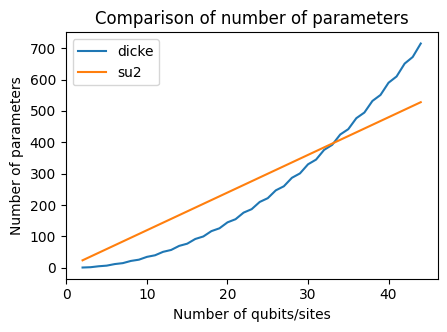 Comparison of number of parameters
dicke
su2
700
600
500
400
300
200
100
0
Number of parameters
0 10 20 30 40
Number of qubits/sites